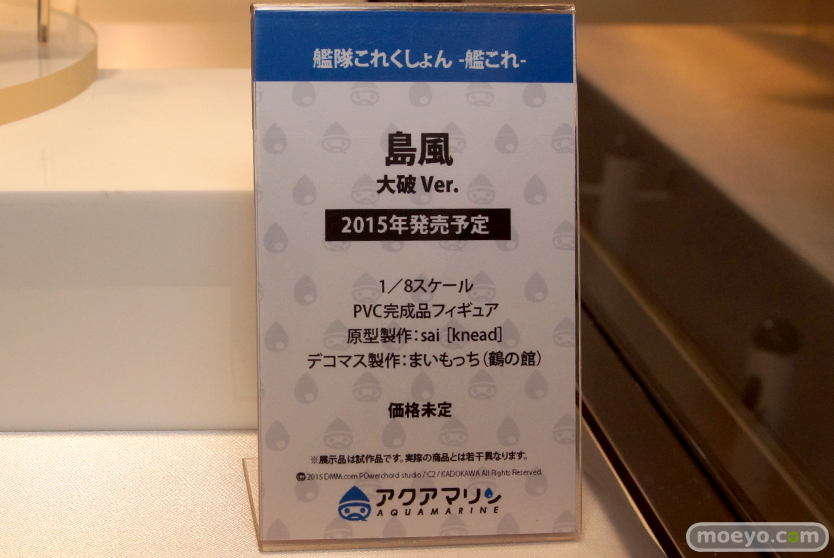 艦隊これくしょん -艦これ-
島風
大破 Ver.
2015年発売予定
1／8スケール
PVC完成品フィギュア
原型製作：sai［knead］
デコマス製作：まいもっち（鶴の館）
価格未定
※展示品は試作品です。実際の商品とは若干異なります。
©2015 DMM.com POwerchord studio / C2 / KADOKAWA All Rights Reserved.
アクアマリン
AQUAMARINE
moeyo.com